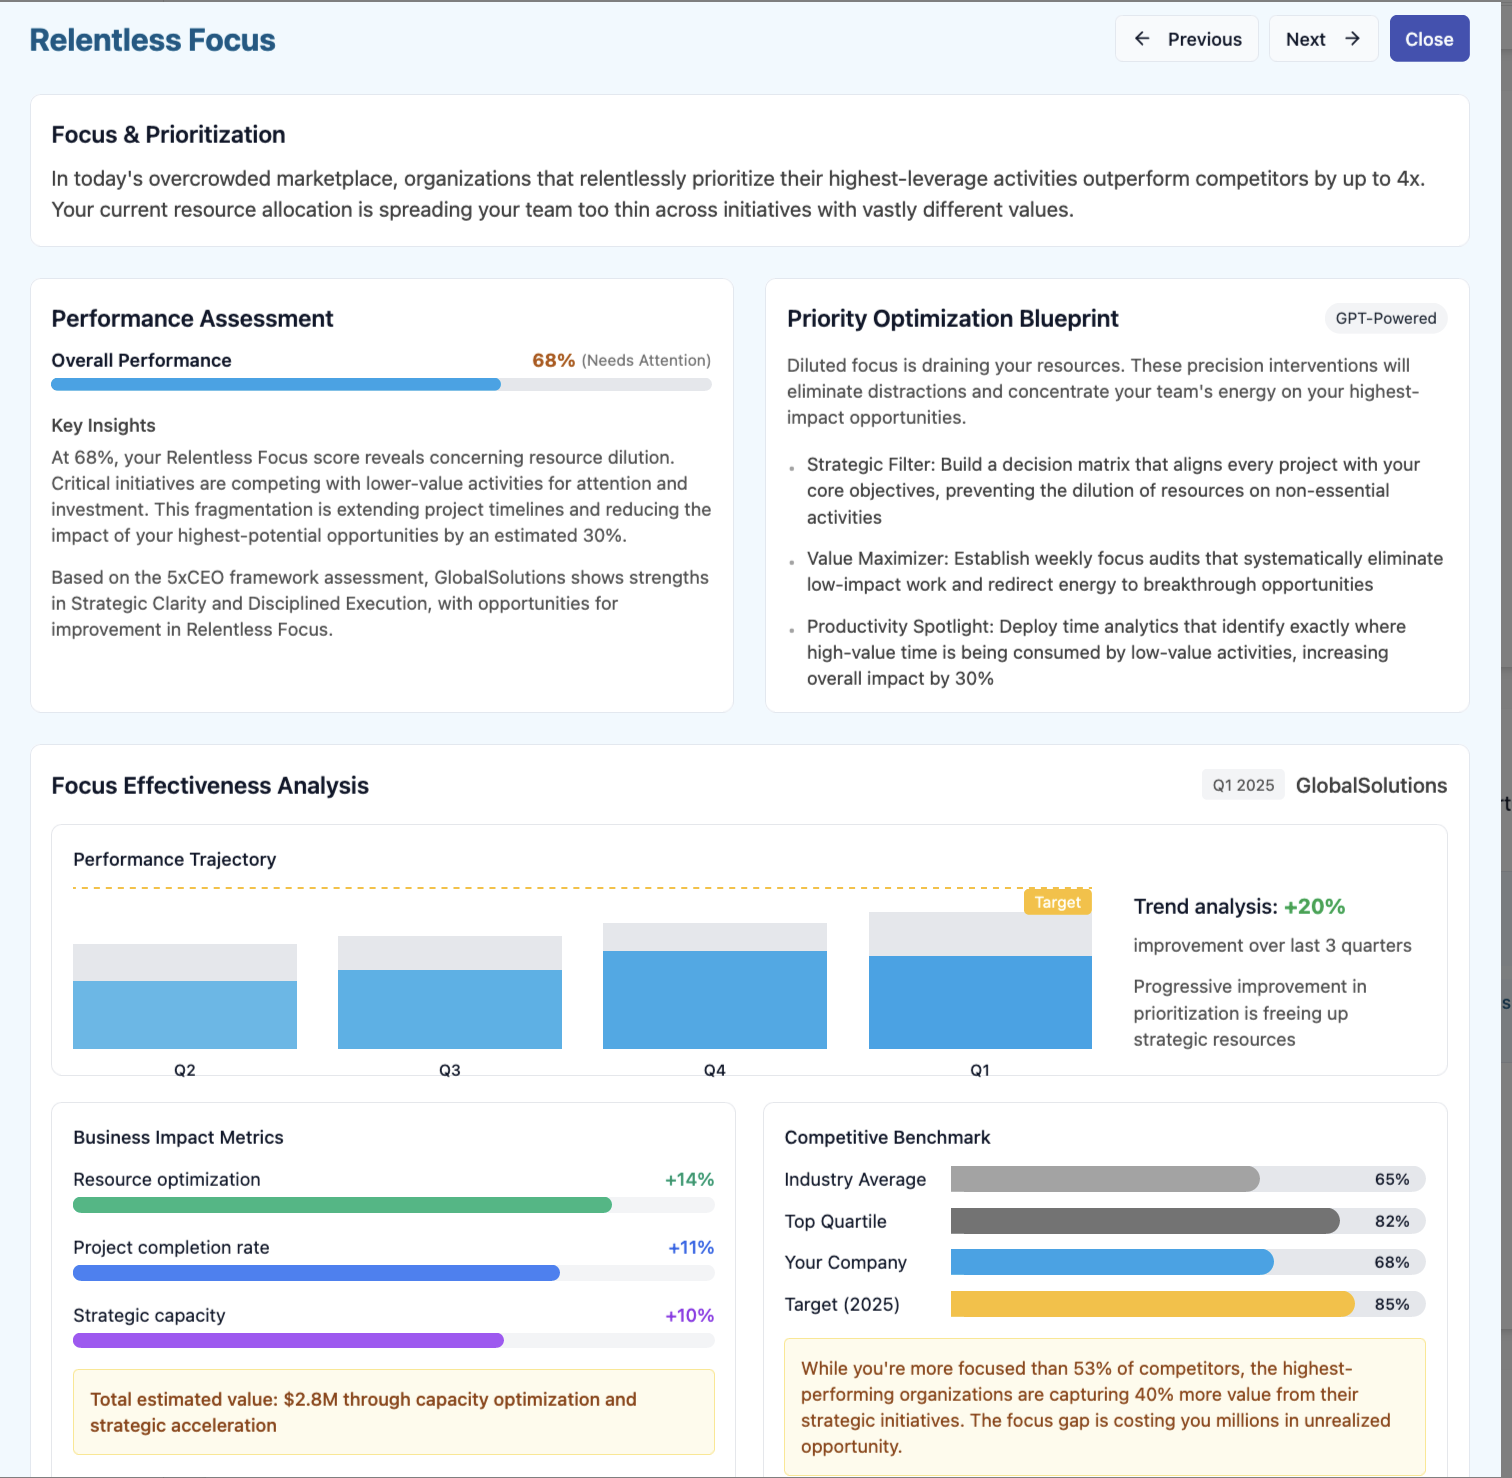 Relentless Focus
Previous
Next
Close
Focus & Prioritization
In today's overcrowded marketplace, organizations that relentlessly prioritize their highest-leverage activities outperform competitors by up to 4x.
Your current resource allocation is spreading your team too thin across initiatives with vastly different values.
Performance Assessment
Overall Performance
68% (Needs Attention)
Key Insights
At 68%, your Relentless Focus score reveals concerning resource dilution.
Critical initiatives are competing with lower-value activities for attention and
investment. This fragmentation is extending project timelines and reducing the
impact of your highest-potential opportunities by an estimated 30%.
Based on the 5xCEO framework assessment, GlobalSolutions shows strengths
in Strategic Clarity and Disciplined Execution, with opportunities for
improvement in Relentless Focus.
Priority Optimization Blueprint
GPT-Powered
Diluted focus is draining your resources. These precision interventions will
eliminate distractions and concentrate your team's energy on your highest-
impact opportunities.
Strategic Filter: Build a decision matrix that aligns every project with your
core objectives, preventing the dilution of resources on non-essential
activities
Value Maximizer: Establish weekly focus audits that systematically eliminate
low-impact work and redirect energy to breakthrough opportunities
Productivity Spotlight: Deploy time analytics that identify exactly where
high-value time is being consumed by low-value activities, increasing
overall impact by 30%
Focus Effectiveness Analysis
Q1 2025
GlobalSolutions
Performance Trajectory
Target
Q2
Q3
Q4
Q1
Trend analysis: +20%
improvement over last 3 quarters
Progressive improvement in
prioritization is freeing up
strategic resources
Business Impact Metrics
Resource optimization
+14%
Project completion rate
+11%
Strategic capacity
+10%
Total estimated value: $2.8M through capacity optimization and
strategic acceleration
Competitive Benchmark
Industry Average
65%
Top Quartile
82%
Your Company
68%
Target (2025)
85%
While you're more focused than 53% of competitors, the highest-
performing organizations are capturing 40% more value from their
strategic initiatives. The focus gap is costing you millions in unrealized
opportunity.